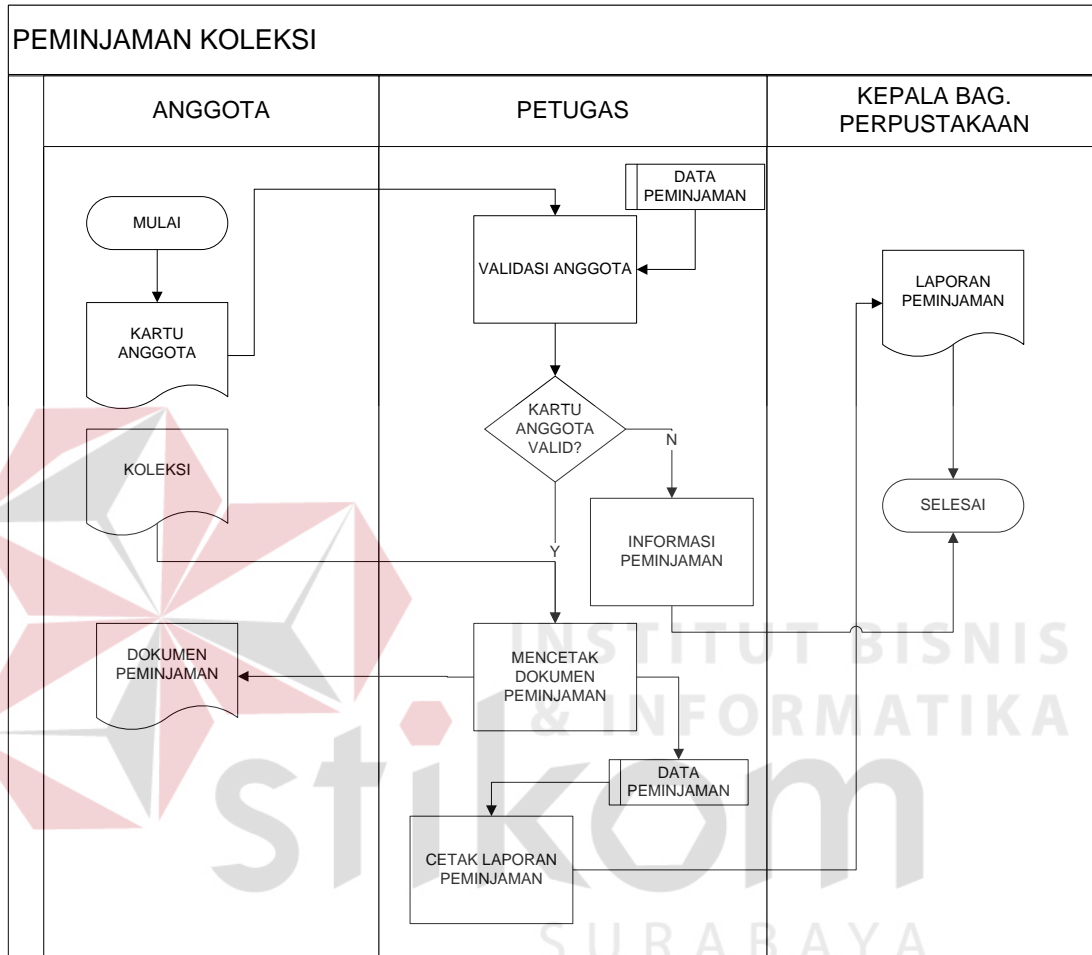 PEMINJAMAN KOLEKSI
ANGGOTA
PETUGAS
KEPALA BAG.
PERPUSTAKAAN
MULAI
DATA
PEMINJAMAN
VALIDASI ANGGOTA
KARTU
ANGGOTA
LAPORAN
PEMINJAMAN
KARTU
ANGGOTA
VALID?
N
KOLEKSI
SELESAI
Y
INFORMASI
PEMINJAMAN
DOKUMEN
PEMINJAMAN
MENCETAK
DOKUMEN
PEMINJAMAN
DATA
PEMINJAMAN
CETAK LAPORAN
PEMINJAMAN
INSTITUT BISNIS
& INFORMATIKA
stikom
SURABAYA